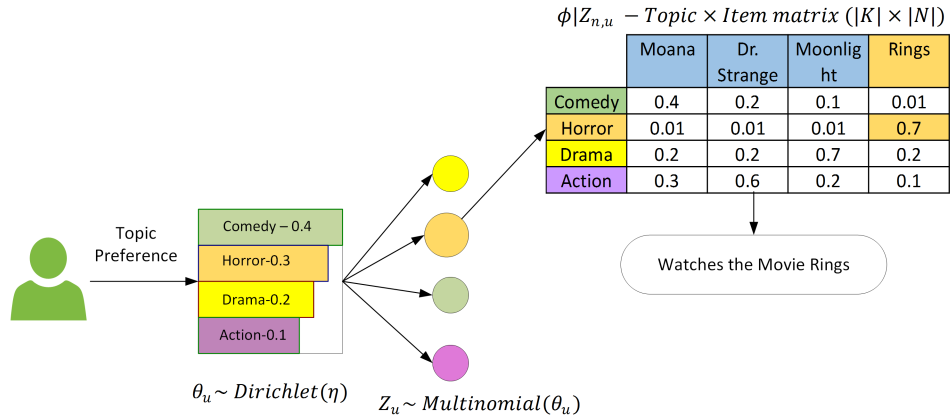 ϕ|Z_{n,u} − Topic × Item matrix (|K| × |N|)
Moana Dr. Strange Moonlight Rings
Comedy 0.4 0.2 0.1 0.01
Horror 0.01 0.01 0.01 0.7
Drama 0.2 0.2 0.7 0.2
Action 0.3 0.6 0.2 0.1
Topic
Preference
Comedy – 0.4
Horror-0.3
Drama-0.2
Action-0.1
Watches the Movie Rings
θ_u ~ Dirichlet(η)
Z_u ~ Multinomial(θ_u)